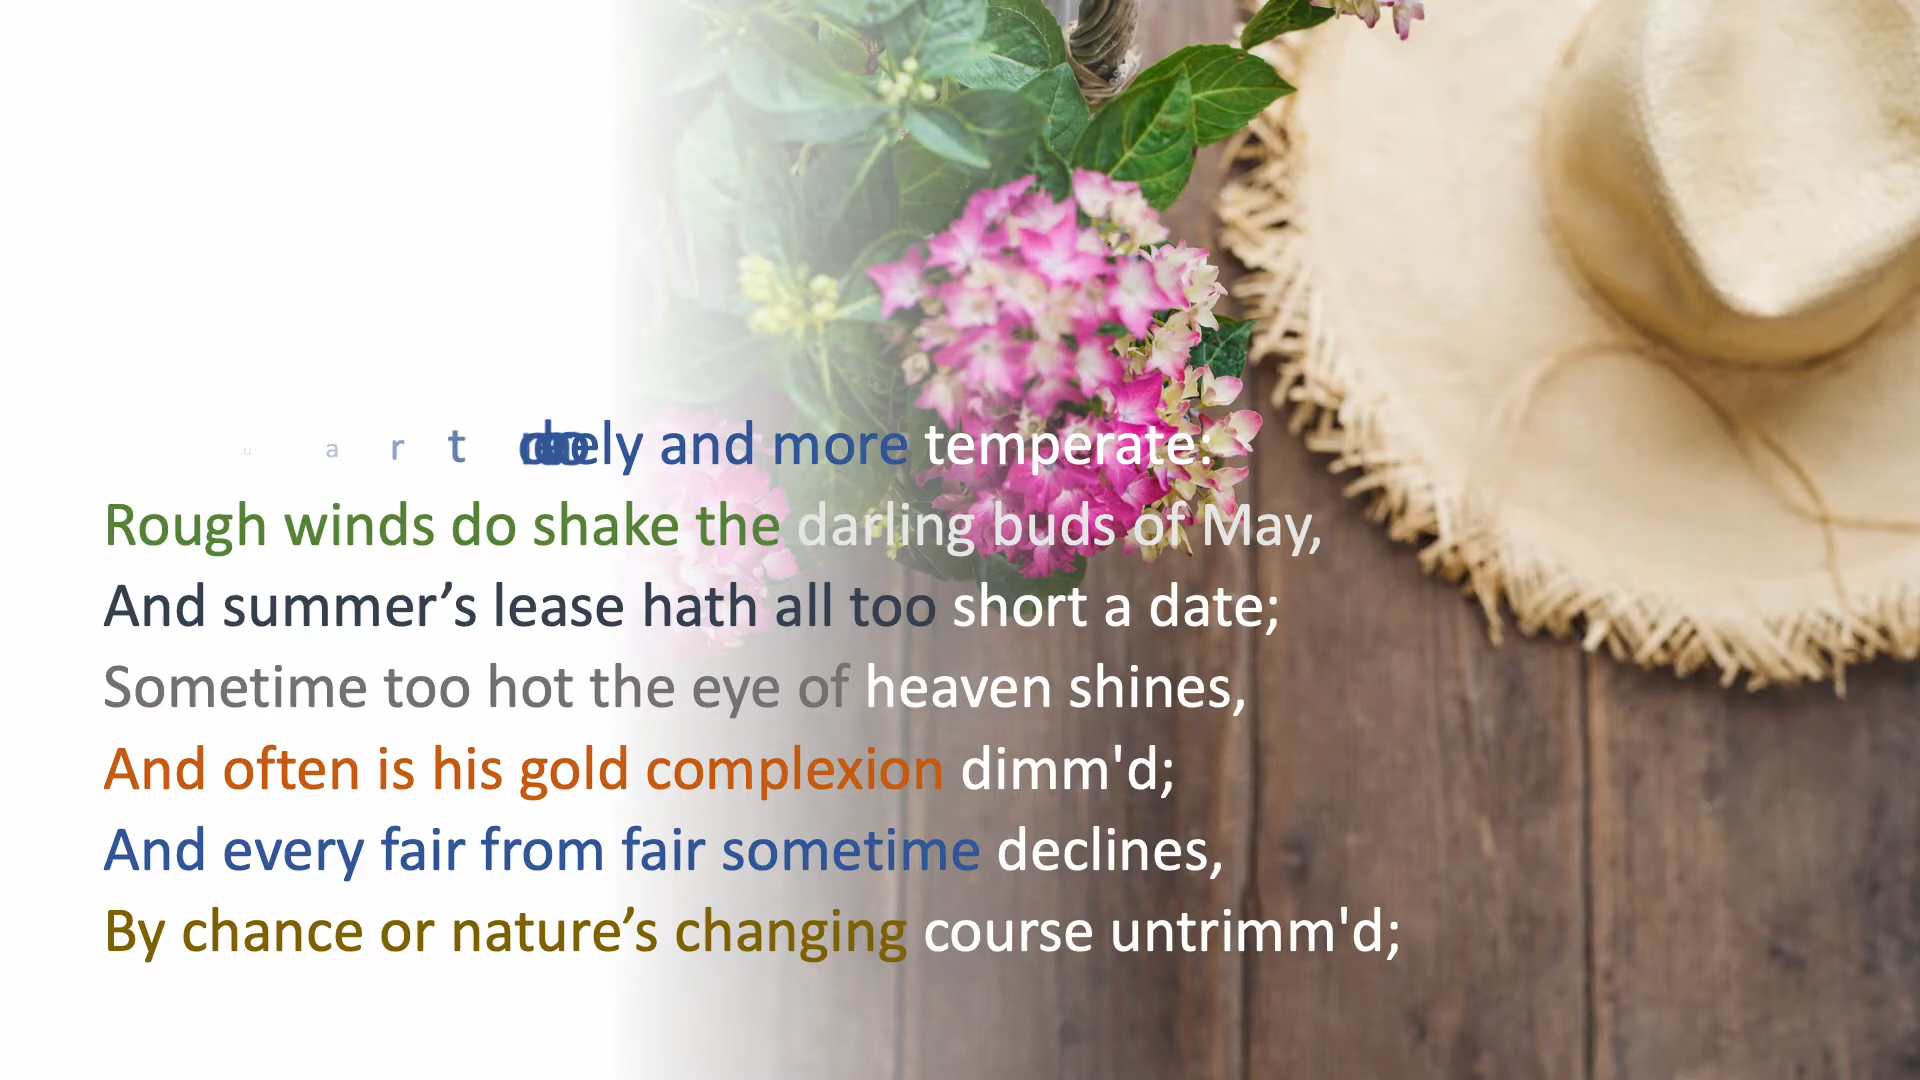 u a r t ely and more temperate:
Rough winds do shake the darling buds of May,
And summer’s lease hath all too short a date;
Sometime too hot the eye of heaven shines,
And often is his gold complexion dimm'd;
And every fair from fair sometime declines,
By chance or nature’s changing course untrimm'd;